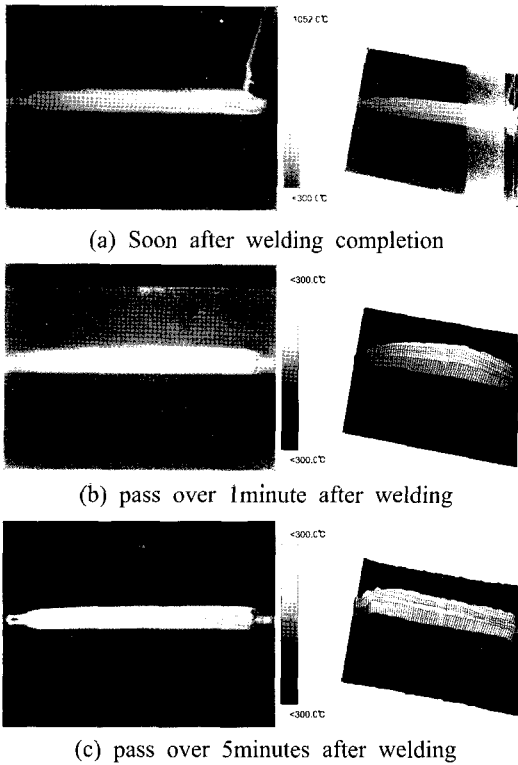 1052.0℃
<300.0℃
(a) Soon after welding completion
<300.0℃
<300.0℃
(b) pass over 1minute after welding
<300.0℃
<300.0℃
(c) pass over 5minutes after welding